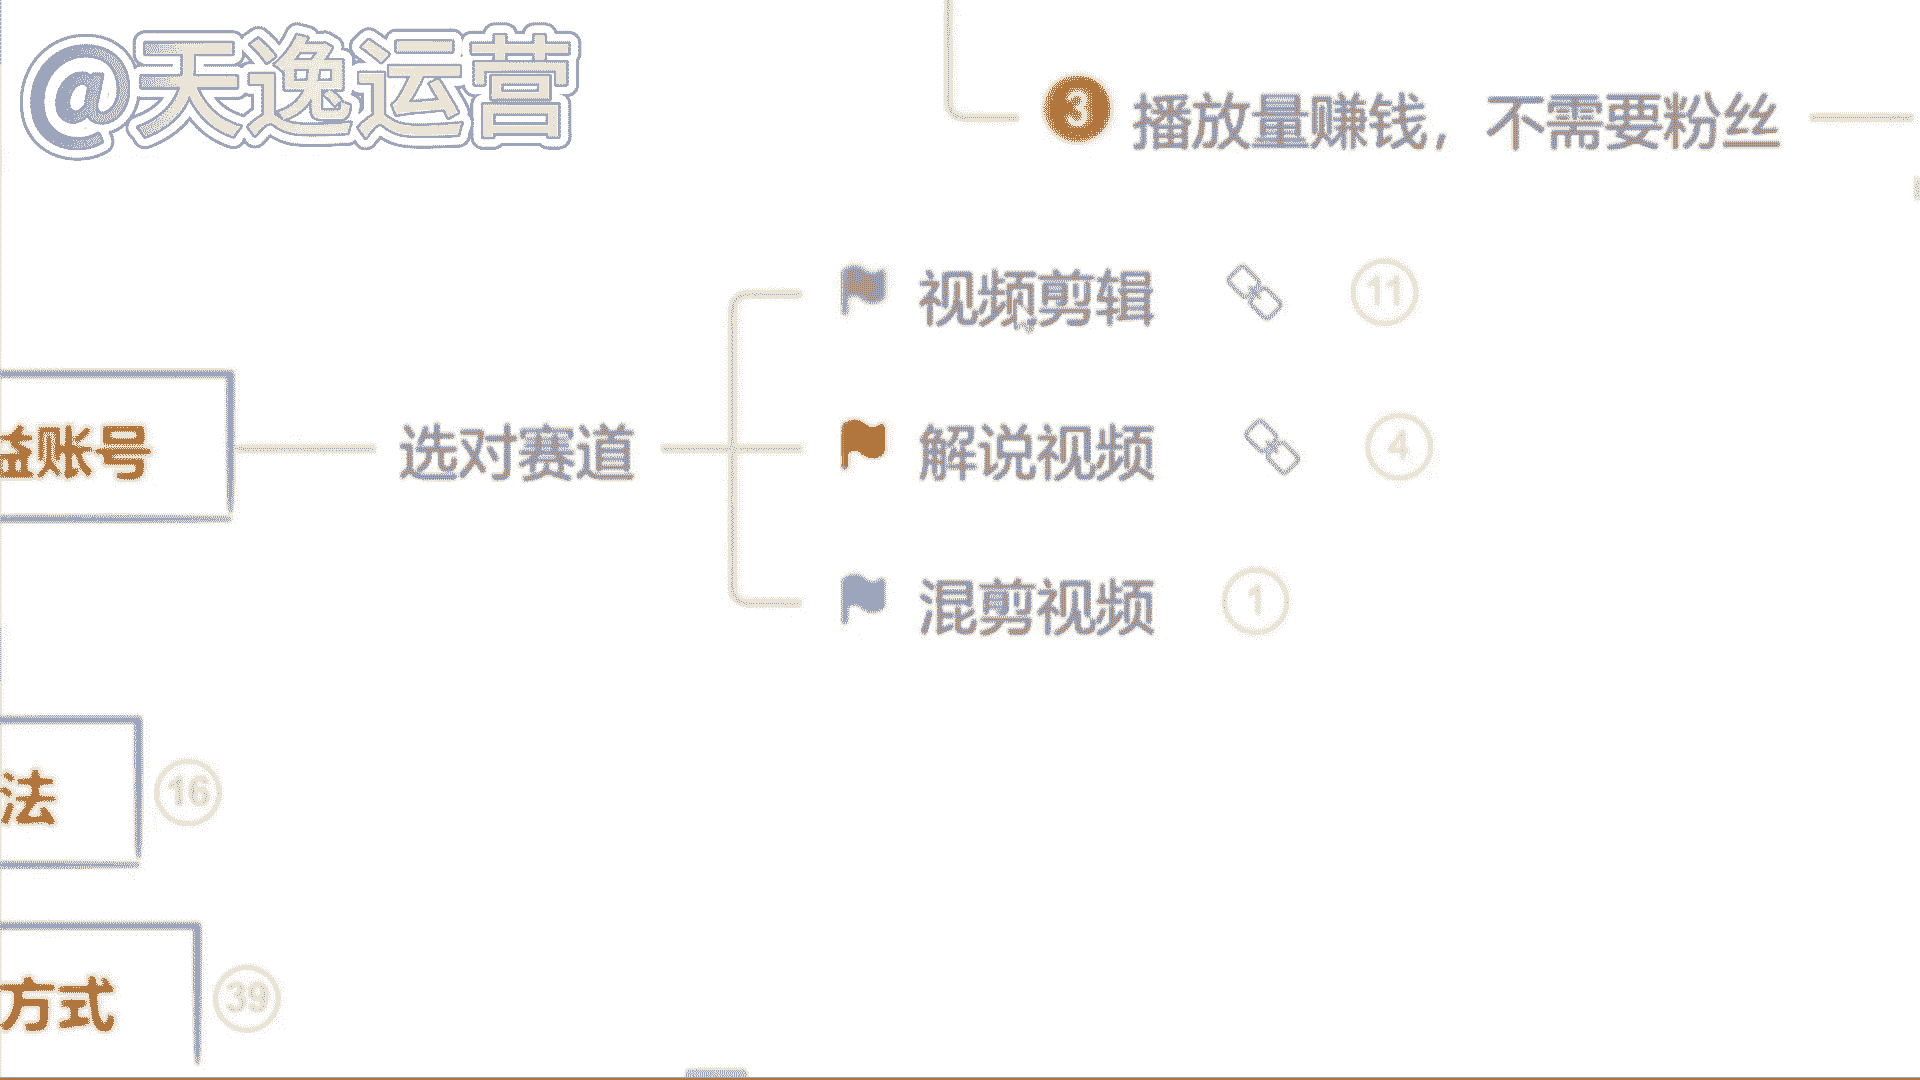 @天逸运营
3 播放量赚钱，不需要粉丝
视频剪辑 11
益账号
选对赛道
解说视频 4
混剪视频 1
法 16
方式 39